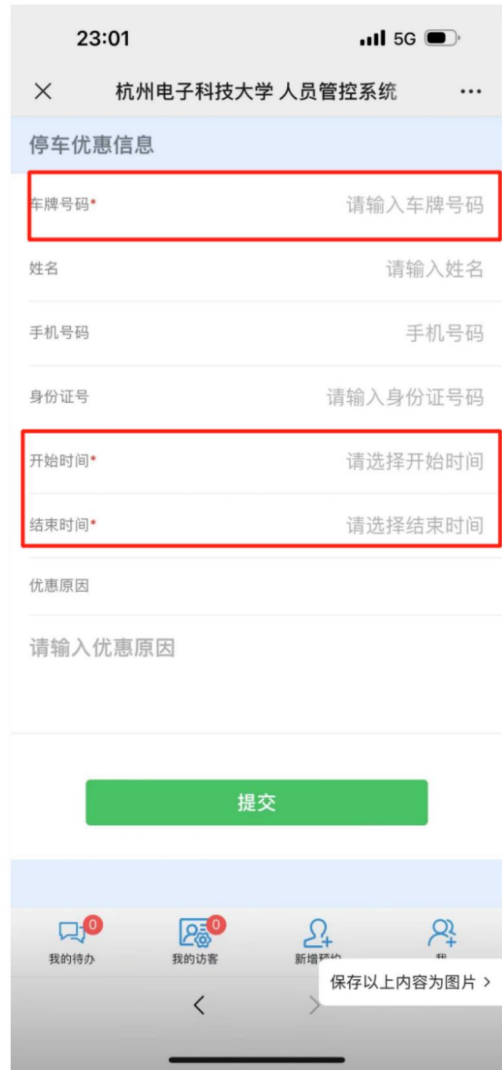 23:01 5G
杭州电子科技大学 人员管控系统
停车优惠信息
车牌号码* 请输入车牌号码
姓名 请输入姓名
手机号码 手机号码
身份证号 请输入身份证号码
开始时间* 请选择开始时间
结束时间* 请选择结束时间
优惠原因
请输入优惠原因
提交
0 0
我的待办 我的访客 新增预约
保存以上内容为图片 >